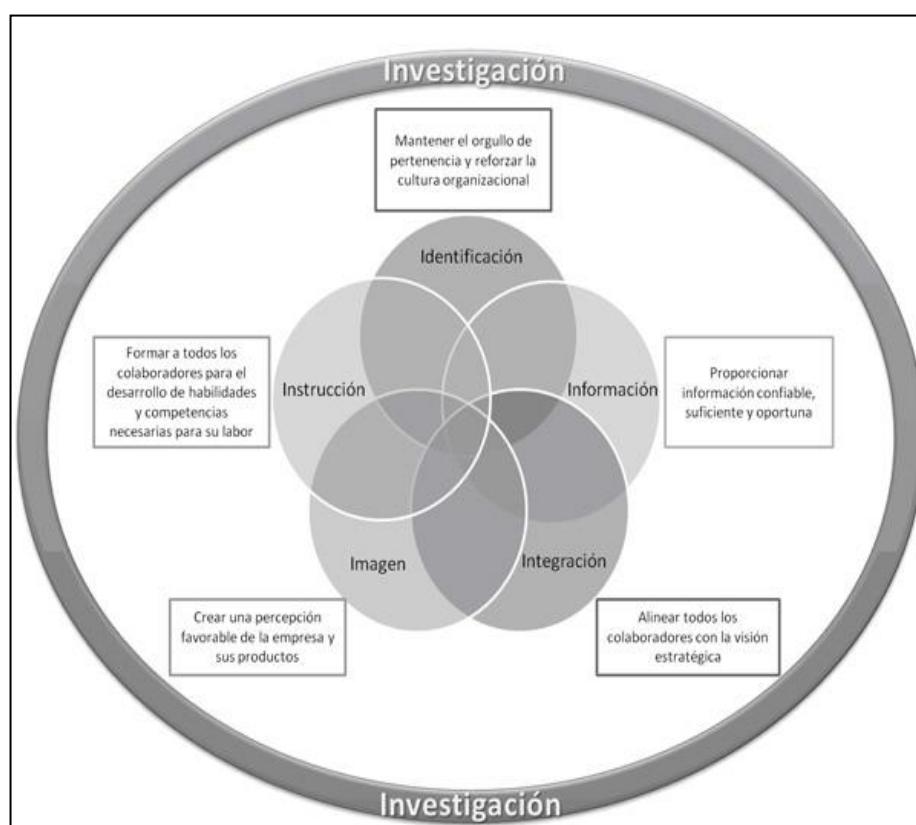 Investigación
Mantener el orgullo de
pertenencia y reforzar la
cultura organizacional
Identificación
Formar a todos los
colaboradores para el
desarrollo de habilidades
y competencias
necesarias para su labor
Instrucción
Información
Proporcionar
información confiable,
suficiente y oportuna
Imagen
Integración
Crear una percepción
favorable de la empresa y
sus productos
Alinear todos los
colaboradores con la visión
estratégica
Investigación